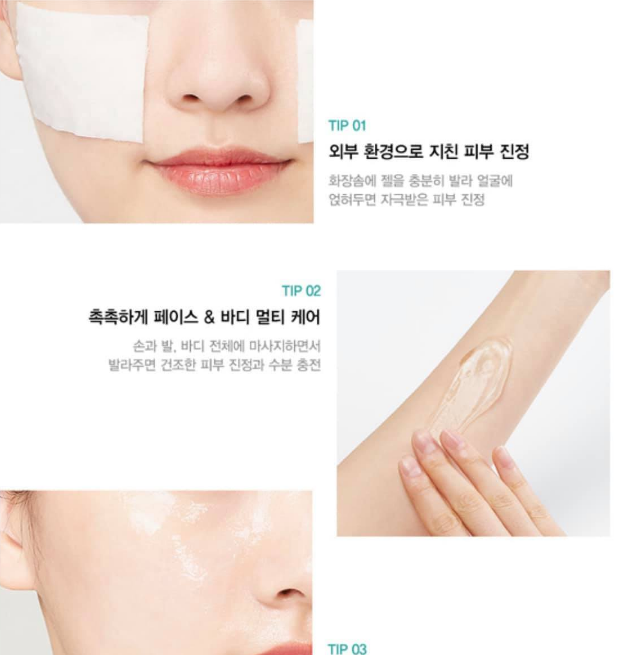 TIP 01
외부 환경으로 지친 피부 진정
화장솜에 젤을 충분히 발라 얼굴에
얹혀두면 자극받은 피부 진정
TIP 02
촉촉하게 페이스 & 바디 멀티 케어
손과 발, 바디 전체에 마사지하면서
발라주면 건조한 피부 진정과 수분 충전
TIP 03